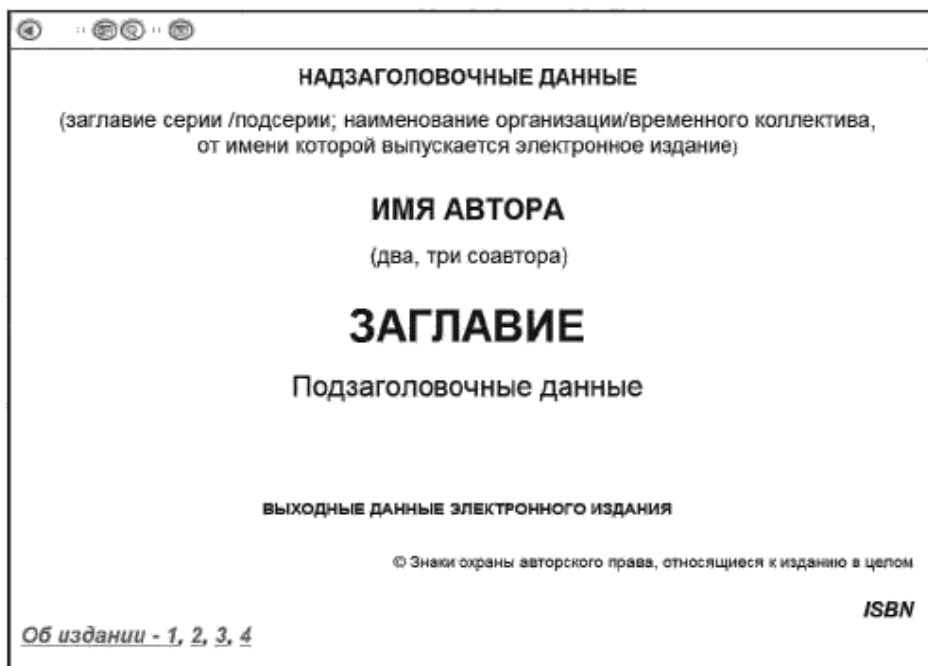 НАДЗАГОЛОВОЧНЫЕ ДАННЫЕ
(заглавие серии /подсерии; наименование организации/временного коллектива,
от имени которой выпускается электронное издание)
ИМЯ АВТОРА
(два, три соавтора)
ЗАГЛАВИЕ
Подзаголовочные данные
ВЫХОДНЫЕ ДАННЫЕ ЭЛЕКТРОННОГО ИЗДАНИЯ
© Знаки охраны авторского права, относящиеся к изданию в целом
ISBN
Об издании - 1, 2, 3, 4